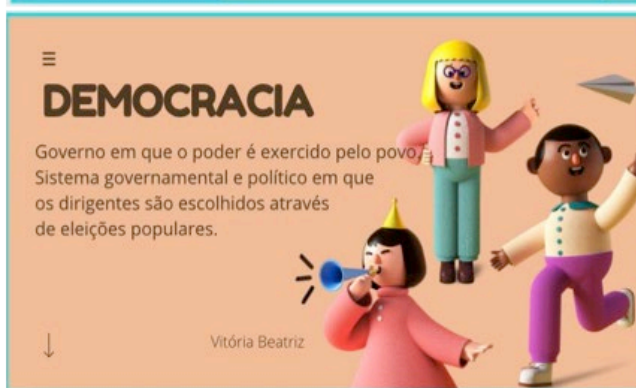 DEMOCRACIA
Governo em que o poder é exercido pelo povo,
Sistema governamental e político em que
os dirigentes são escolhidos através
de eleições populares.
Vitória Beatriz